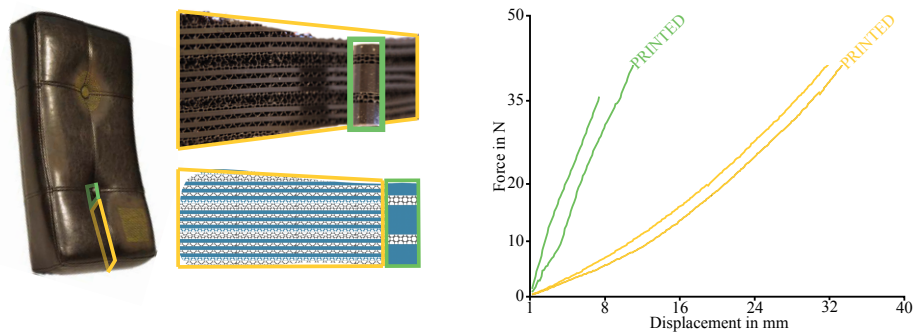 50
35
20
10
0
Force in N
PRINTED
PRINTED
1
8
16
24
32
40
Displacement in mm